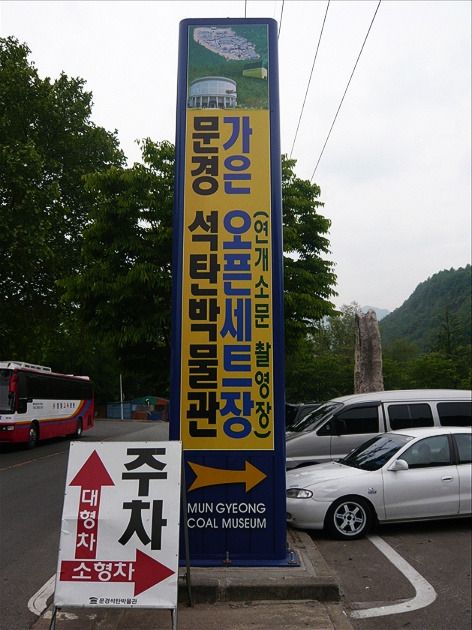 문경 석탄박물관
가은 오픈세트장
(연개소문 촬영장)
MUN GYEONG
COAL MUSEUM
주차
대형차
소형차
문경석탄박물관